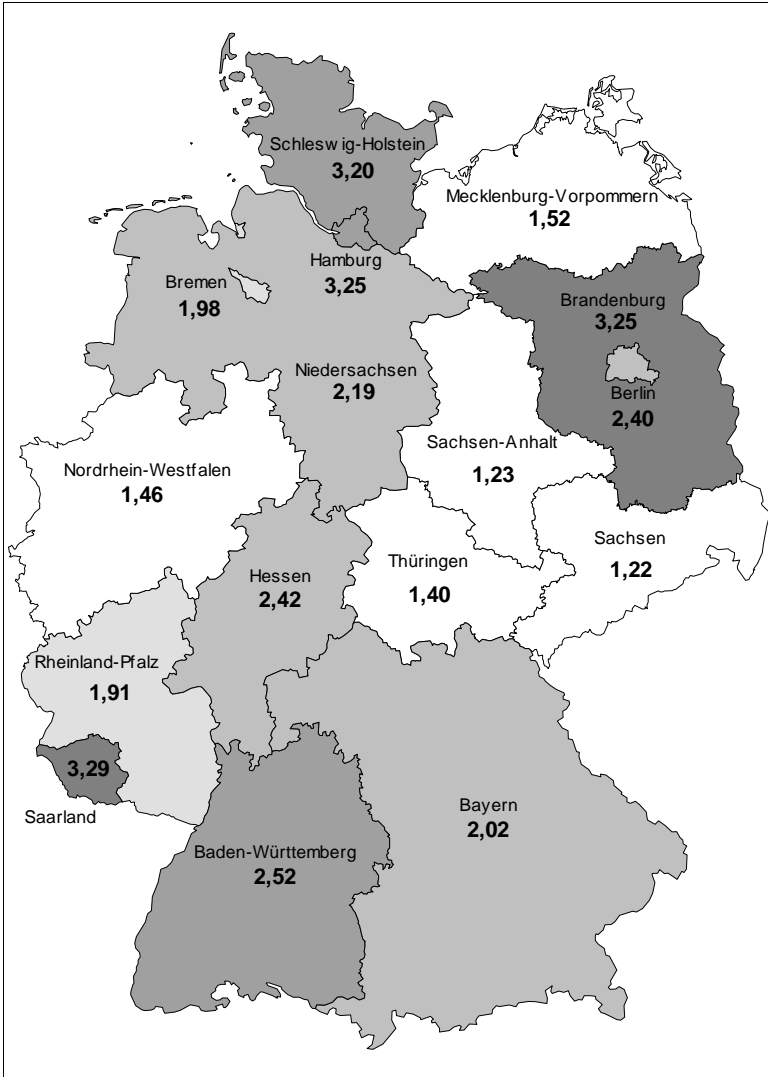 Schleswig-Holstein
3,20
Mecklenburg-Vorpommern
1,52
Hamburg
3,25
Bremen
1,98
Brandenburg
3,25
Niedersachsen
2,19
Berlin
2,40
Sachsen-Anhalt
1,23
Nordrhein-Westfalen
1,46
Sachsen
1,22
Thüringen
1,40
Hessen
2,42
Rheinland-Pfalz
1,91
3,29
Saarland
Bayern
2,02
Baden-Württemberg
2,52